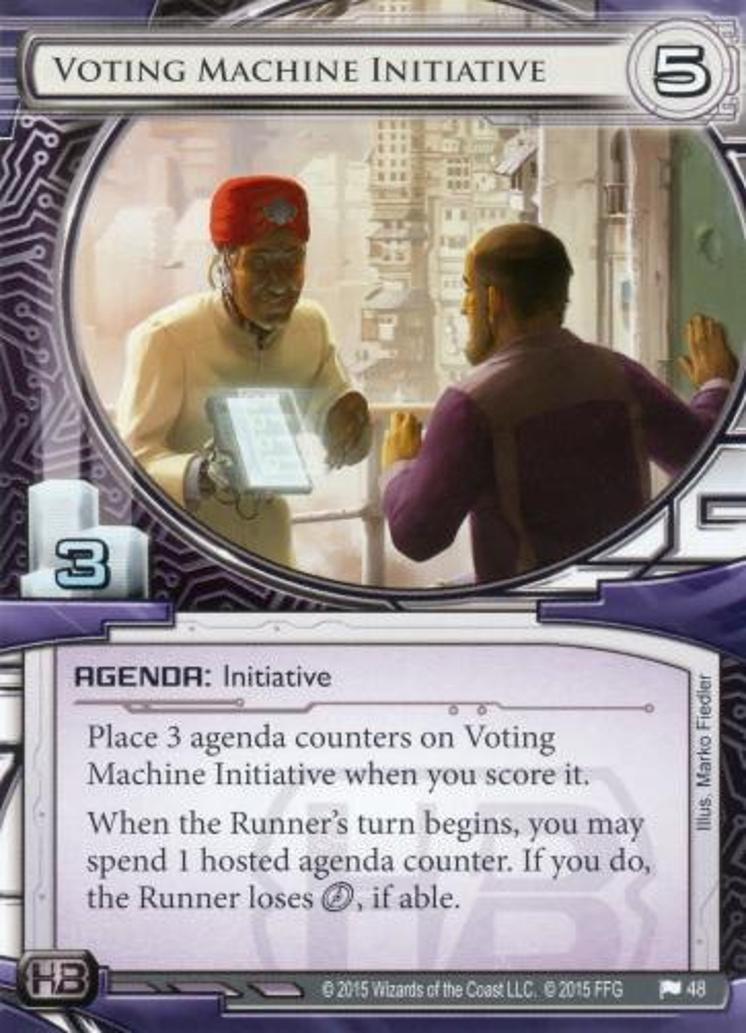 VOTING MACHINE INITIATIVE
5
3
AGENDA: Initiative
Place 3 agenda counters on Voting
Machine Initiative when you score it.
When the Runner's turn begins, you may
spend 1 hosted agenda counter. If you do,
the Runner loses , if able.
Illus. Marko Fiedler
HB
© 2015 Wizards of the Coast LLC. © 2015 FFG
48